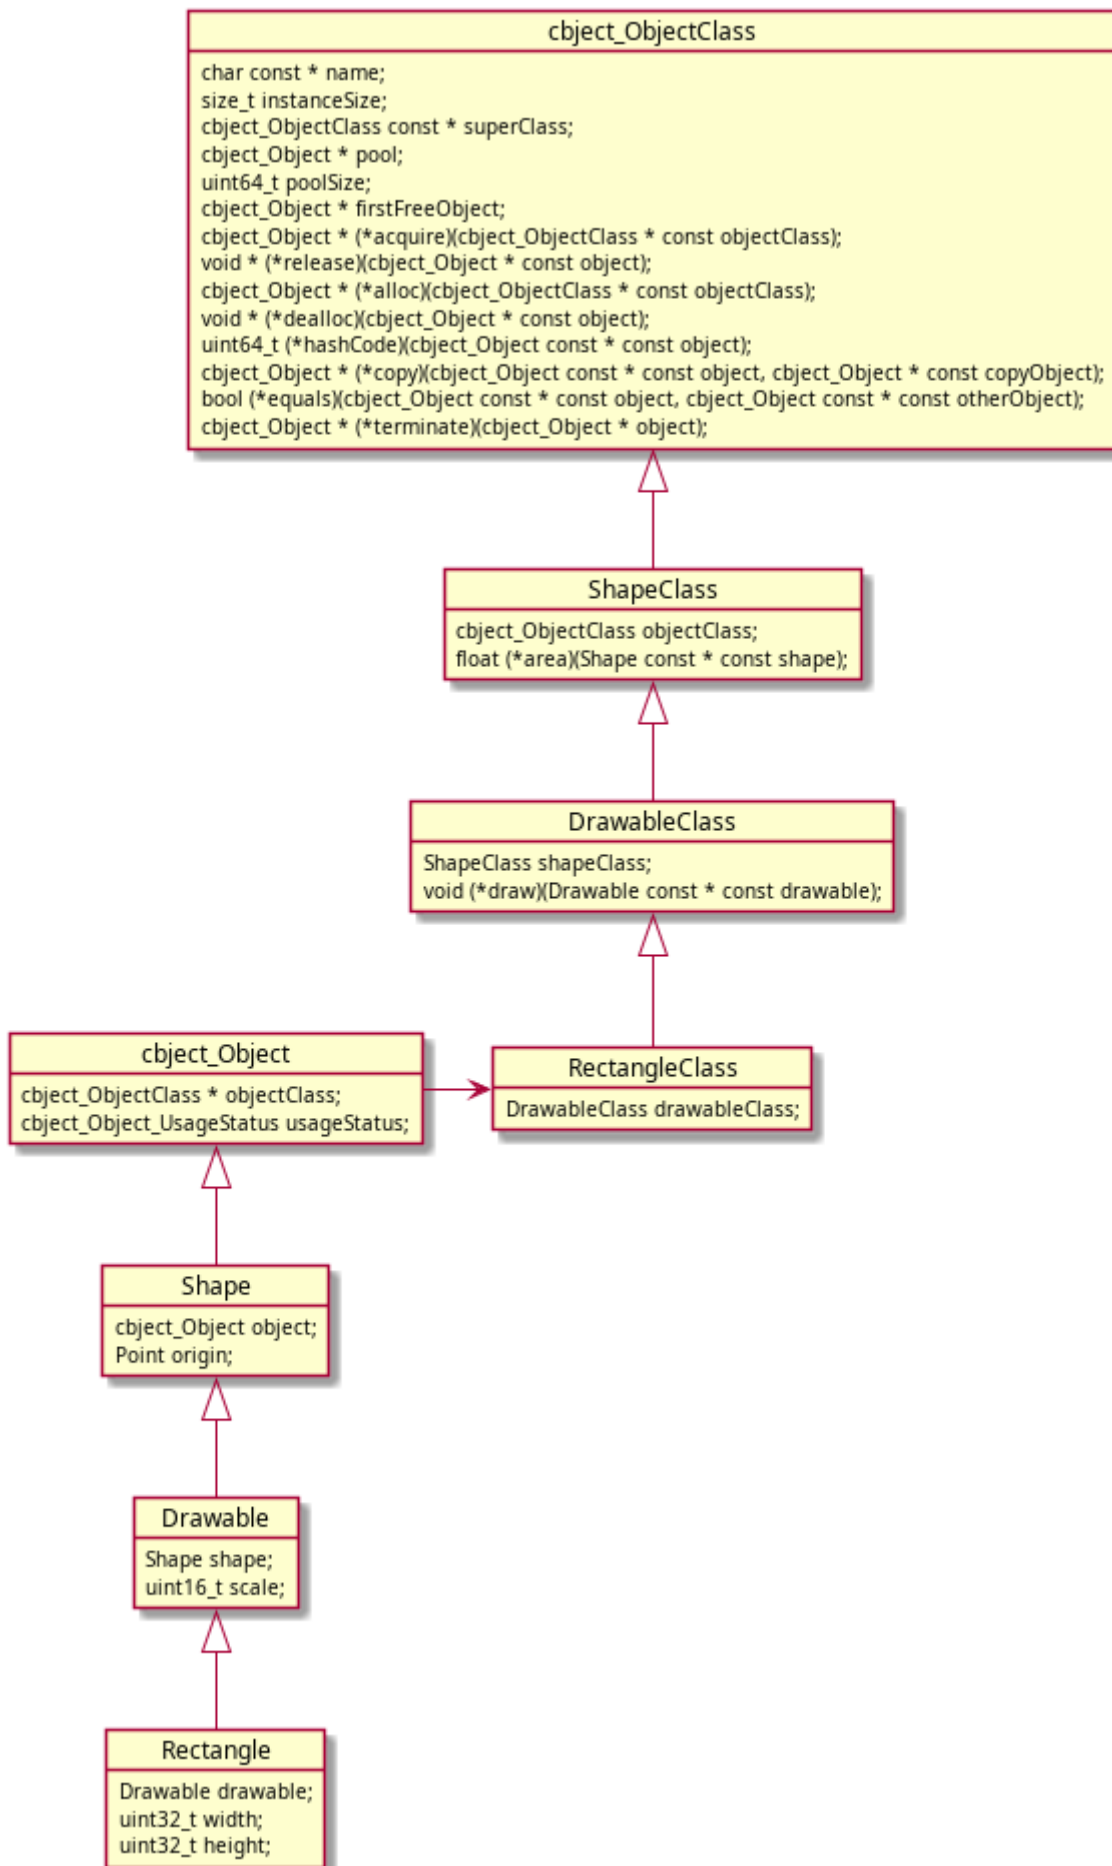 cbject_ObjectClass
char const * name;
size_t instanceSize;
cbject_ObjectClass const * superClass;
cbject_Object * pool;
uint64_t poolSize;
cbject_Object * firstFreeObject;
cbject_Object * (*acquire)(cbject_ObjectClass * const objectClass);
void * (*release)(cbject_Object * const object);
cbject_Object * (*alloc)(cbject_ObjectClass * const objectClass);
void * (*dealloc)(cbject_Object * const object);
uint64_t (*hashCode)(cbject_Object const * const object);
cbject_Object * (*copy)(cbject_Object const * const object, cbject_Object * const copyObject);
bool (*equals)(cbject_Object const * const object, cbject_Object const * const otherObject);
cbject_Object * (*terminate)(cbject_Object * object);
ShapeClass
cbject_ObjectClass objectClass;
float (*area)(Shape const * const shape);
DrawableClass
ShapeClass shapeClass;
void (*draw)(Drawable const * const drawable);
cbject_Object
cbject_ObjectClass * objectClass;
cbject_Object_UsageStatus usageStatus;
RectangleClass
DrawableClass drawableClass;
Shape
cbject_Object object;
Point origin;
Drawable
Shape shape;
uint16_t scale;
Rectangle
Drawable drawable;
uint32_t width;
uint32_t height;